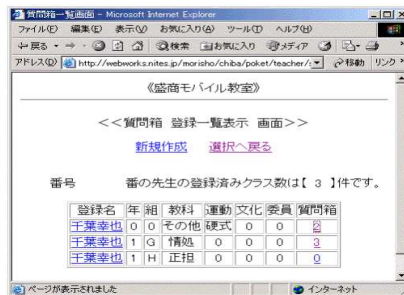 質問箱一覧画面 - Microsoft Internet Explorer
ファイル(F) 編集(E) 表示(V) お気に入り(A) ツール(T) ヘルプ(H)
戻る 検索 お気に入り メディア
アドレス(D) http://webworks.nites.jp/morisho/chiba/poket/teacher/ 移動 リンク
《盛商モバイル教室》
<<質問箱 登録一覧表示 画面>>
新規作成 選択へ戻る
番号 番の先生の登録済みクラス数は【 3 】件です。
登録名 年 組 教科 運動 文化 委員 質問箱
千葉幸也 0 0 その他 硬式 0 0 2
千葉幸也 1 G 情処 0 0 0 3
千葉幸也 1 H 正担 0 0 0 0
ページが表示されました インターネット